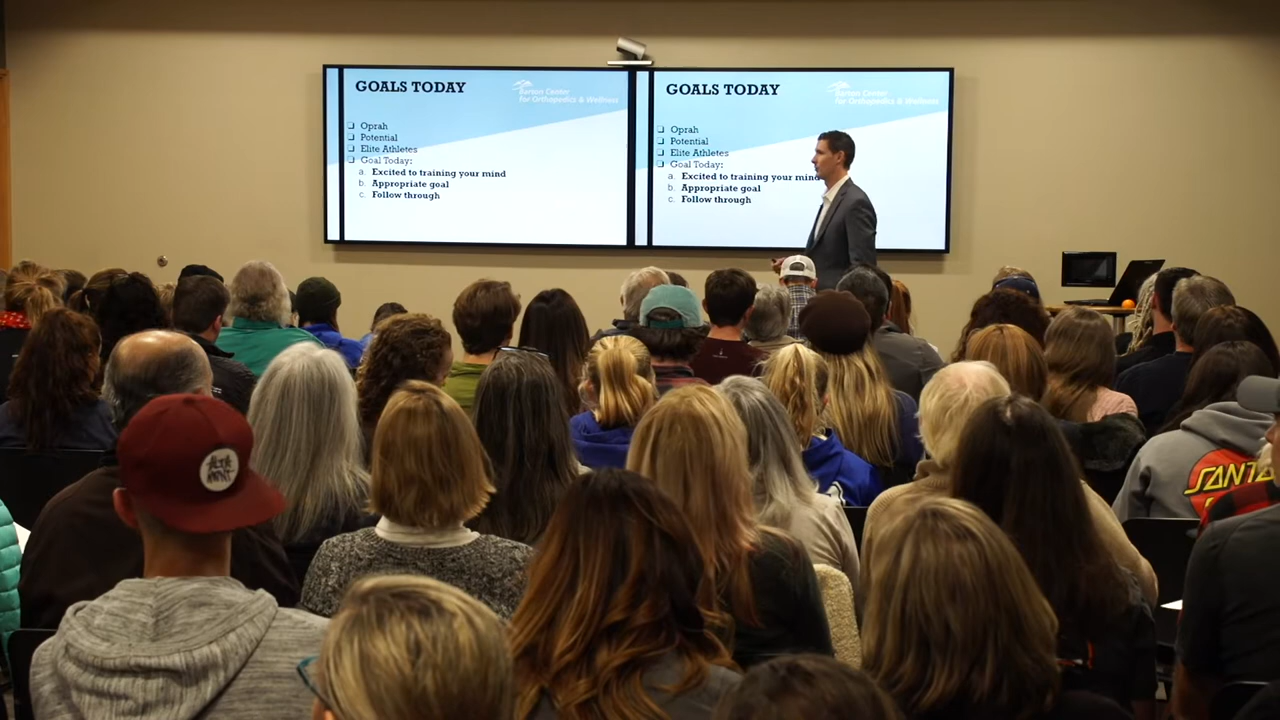 GOALS TODAY
Barton Center
For Orthopedics & Wellness
❑ Oprah
❑ Potential
❑ Elite Athletes
❑ Goal Today:
a. Excited to training your mind
b. Appropriate goal
c. Follow through
GOALS TODAY
Barton Center
For Orthopedics & Wellness
❑ Oprah
❑ Potential
❑ Elite Athletes
❑ Goal Today:
a. Excited to training your mind
b. Appropriate goal
c. Follow through
SANTA